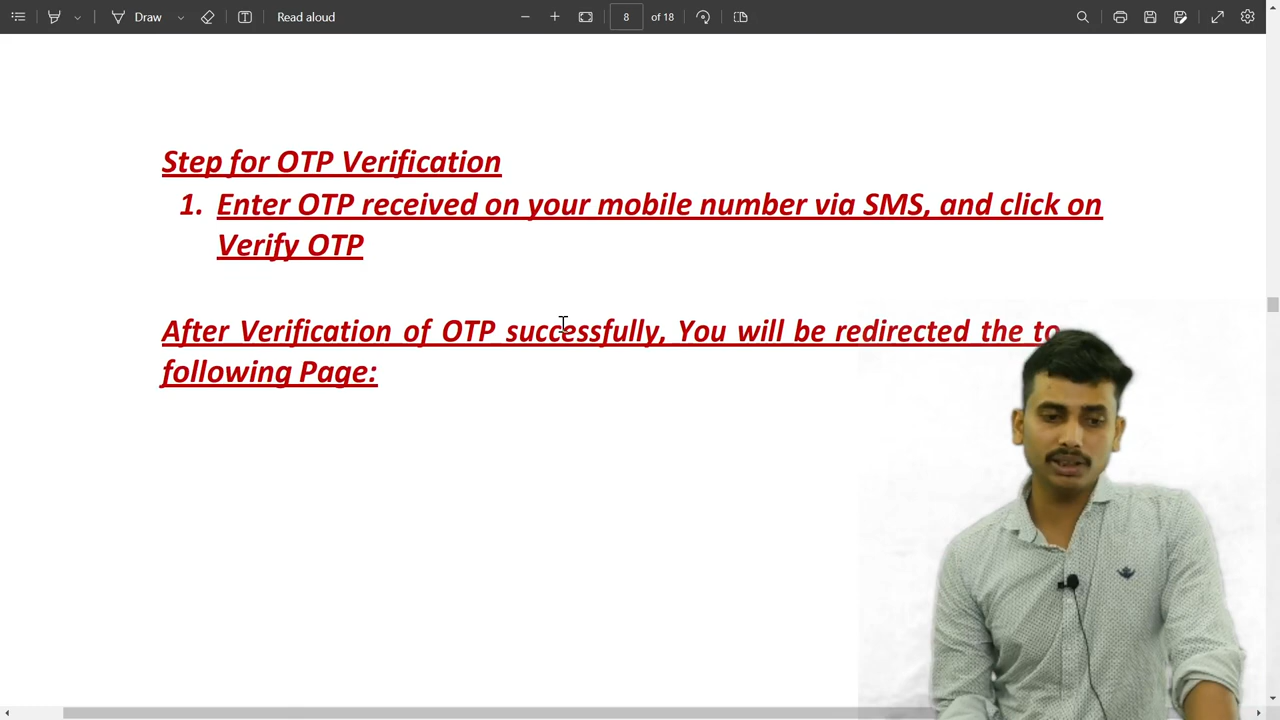 Draw
Read aloud
8 of 18
Step for OTP Verification
1. Enter OTP received on your mobile number via SMS, and click on
Verify OTP
After Verification of OTP successfully, You will be redirected the to
following Page: